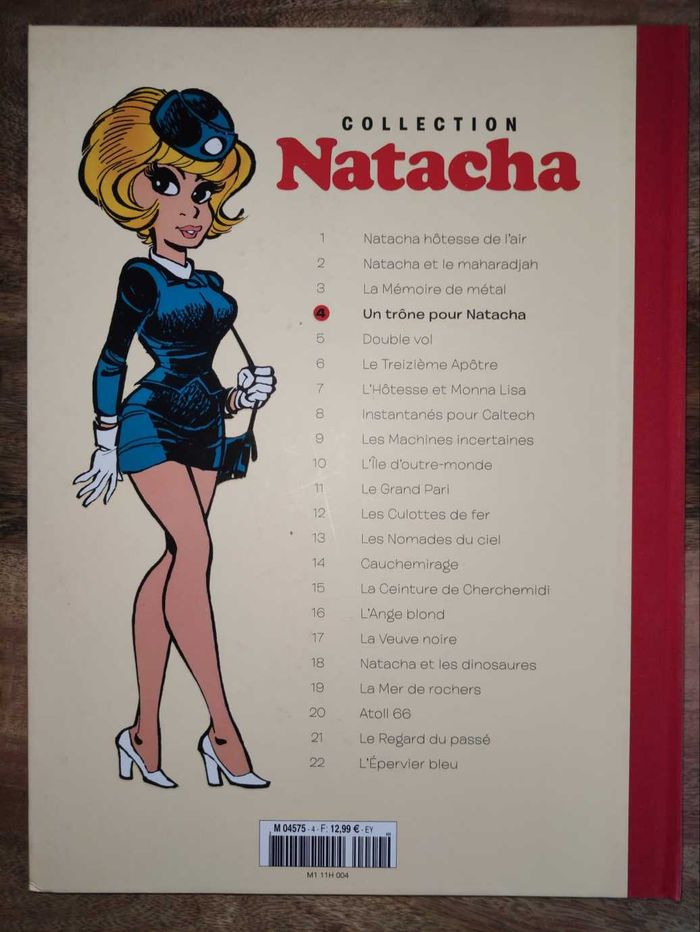 COLLECTION
Natacha
1 Natacha hôtesse de l'air
2 Natacha et le maharadjah
3 La Mémoire de métal
4 Un trône pour Natacha
5 Double vol
6 Le Treizième Apôtre
7 L'Hôtesse et Monna Lisa
8 Instantanés pour Caltech
9 Les Machines incertaines
10 L'Île d'outre-monde
11 Le Grand Pari
12 Les Culottes de fer
13 Les Nomades du ciel
14 Cauchemirage
15 La Ceinture de Cherchemidi
16 L'Ange blond
17 La Veuve noire
18 Natacha et les dinosaures
19 La Mer de rochers
20 Atoll 66
21 Le Regard du passé
22 L'Épervier bleu
M 04575 - 4 - F: 12,99 € - EY
M1 11H 004